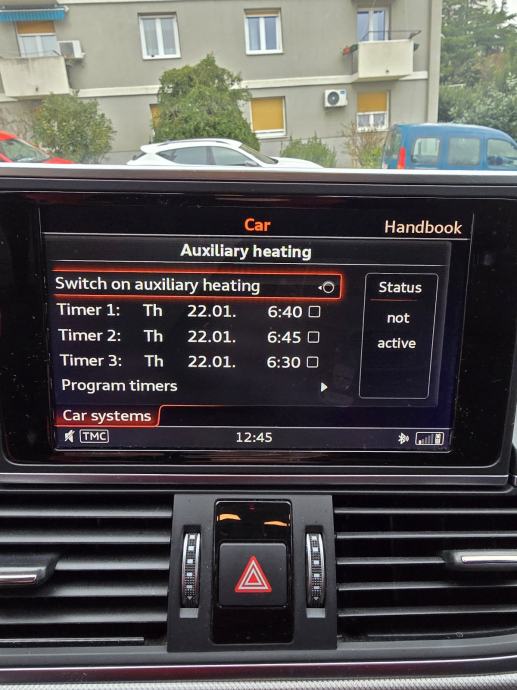 Car
Handbook
Auxiliary heating
Switch on auxiliary heating
Timer 1: Th 22.01. 6:40
Timer 2: Th 22.01. 6:45
Timer 3: Th 22.01. 6:30
Program timers
Status
not
active
Car systems
TMC
12:45